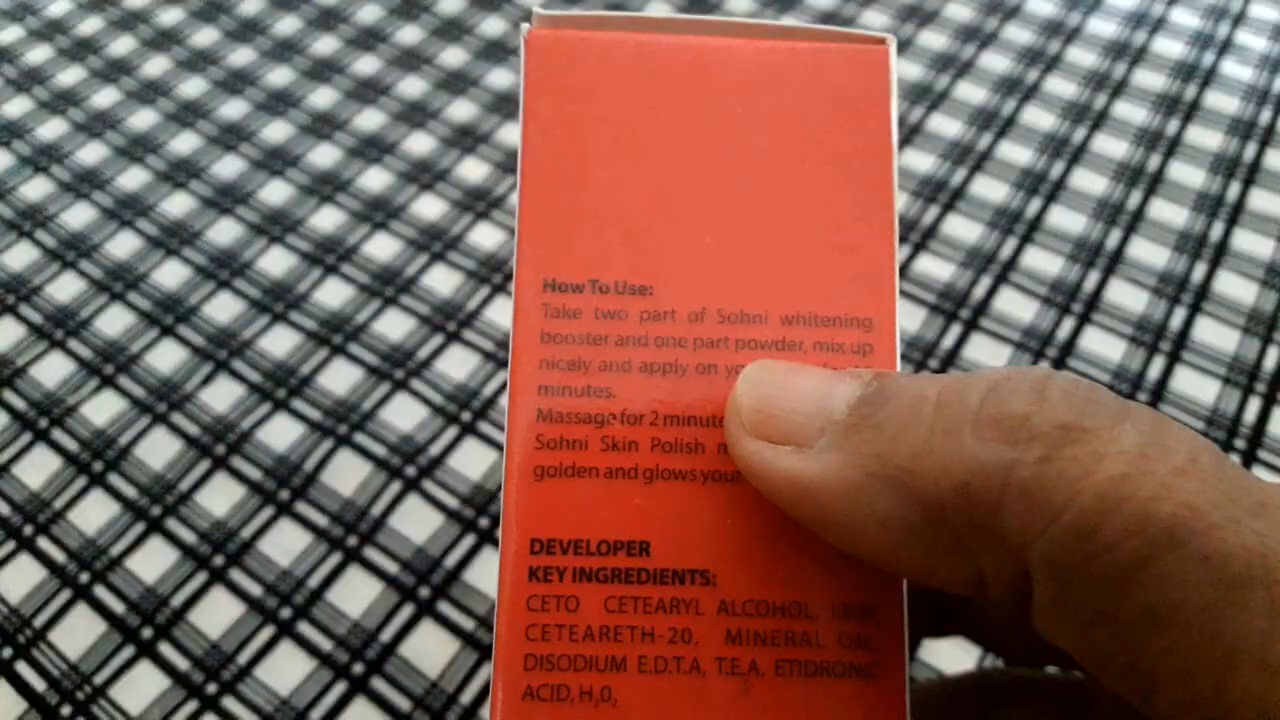 How To Use:
Take two part of Sohni whitening
booster and one part powder, mix up
nicely and apply on
minutes.
Massage for 2
Sohni Skin Polish
golden and glows your
DEVELOPER
KEY INGREDIENTS:
CETO CETEARYL ALCOHOL,
CETEARETH-20, MINERAL OIL,
DISODIUM E.D.T.A, T.E.A, ETIDRONIC
ACID, H₂0₂